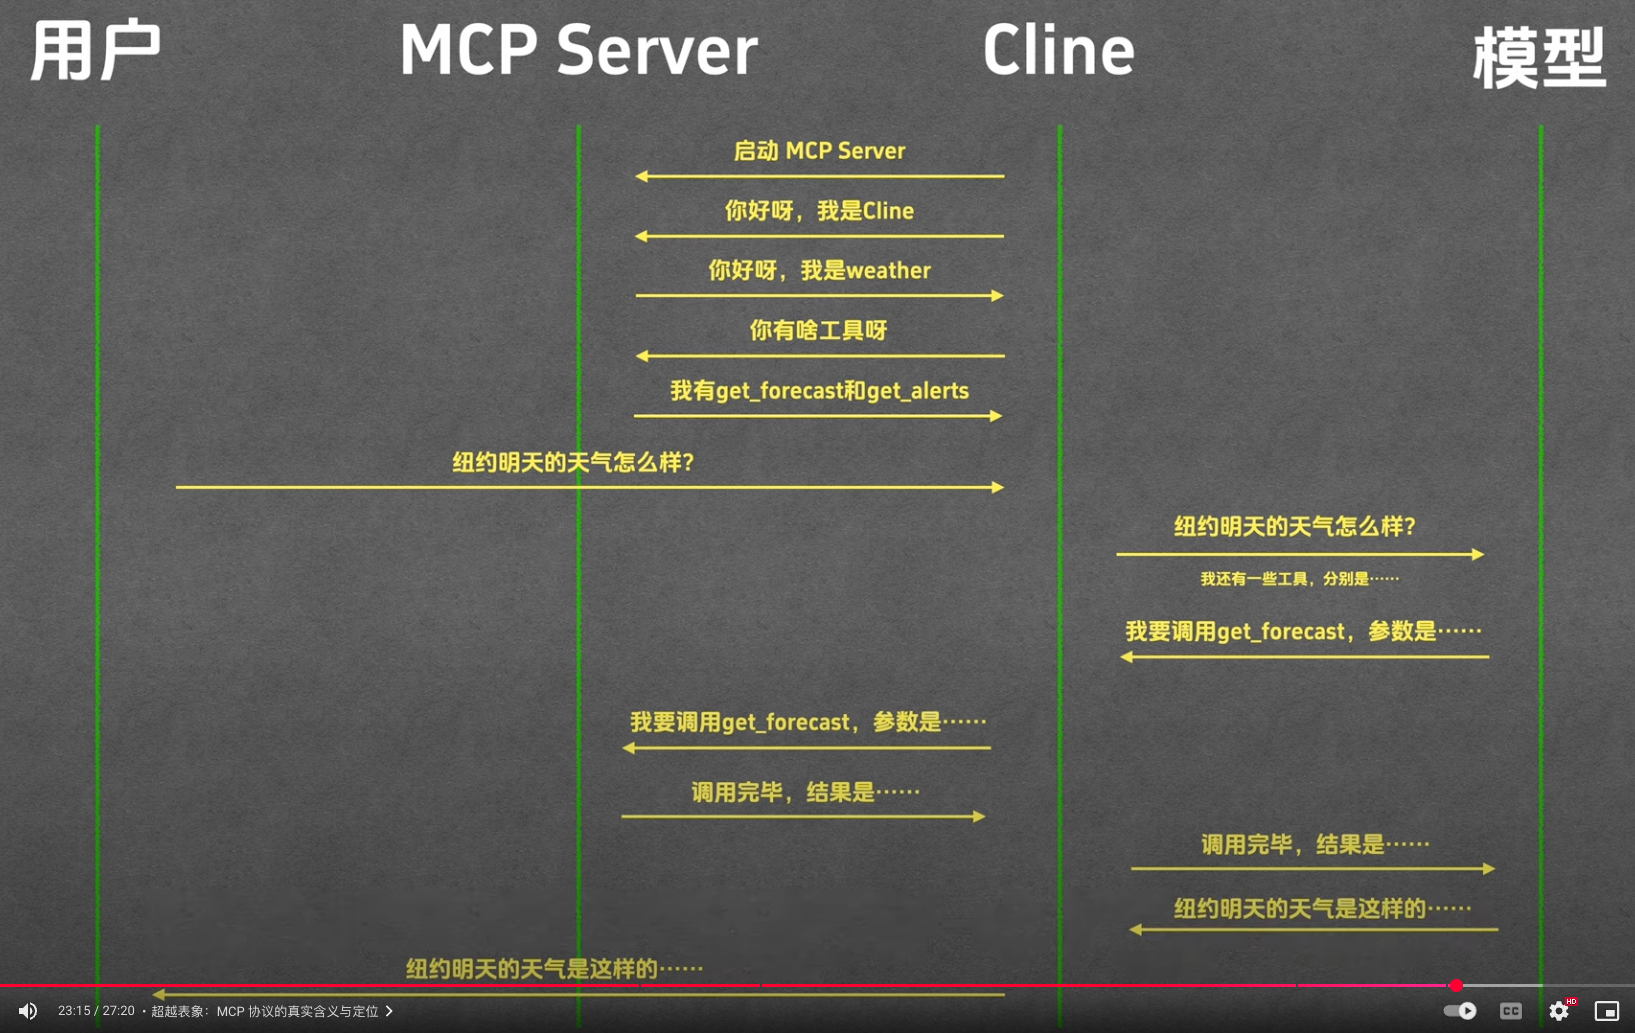 用户
MCP Server
Cline
模型
启动 MCP Server
你好呀，我是Cline
你好呀，我是weather
你有啥工具呀
我有get_forecast和get_alerts
纽约明天的天气怎么样？
纽约明天的天气怎么样？
我还有一些工具，分别是……
我要调用get_forecast，参数是……
我要调用get_forecast，参数是……
调用完毕，结果是……
调用完毕，结果是……
纽约明天的天气是这样的……
纽约明天的天气是这样的……
23:15 / 27:20 • 超越表象：MCP 协议的真实含义与定位
CC
HD